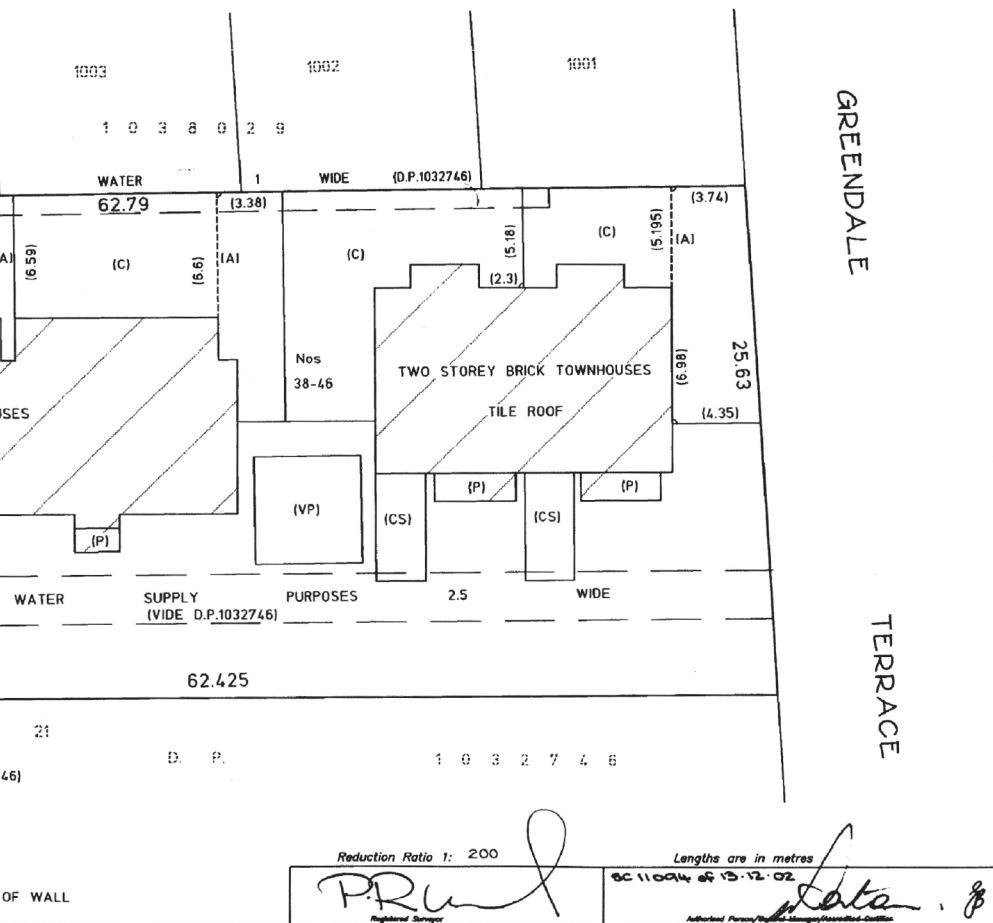 1003
1002
1001
1 0 3 8 0 2 9
GREENDALE
WATER 1 WIDE (D.P.1032746)
62.79
(3.38)
(3.74)
A)
(6.59)
(C)
(6.6)
(A)
(C)
(5.18)
(2.3)
(C)
(5.195)
(A)
Nos
38-46
TWO STOREY BRICK TOWNHOUSES
TILE ROOF
(6.98)
25.63
(4.35)
USES
(P)
(VP)
(CS)
(P)
(CS)
(P)
WATER SUPPLY PURPOSES 2.5 WIDE
(VIDE D.P.1032746)
62.425
TERRACE
21
D. P. 1 0 3 2 7 4 6
46)
Reduction Ratio 1: 200
Lengths are in metres
OF WALL
SC 11094 of 13-12-02
Registered Surveyor